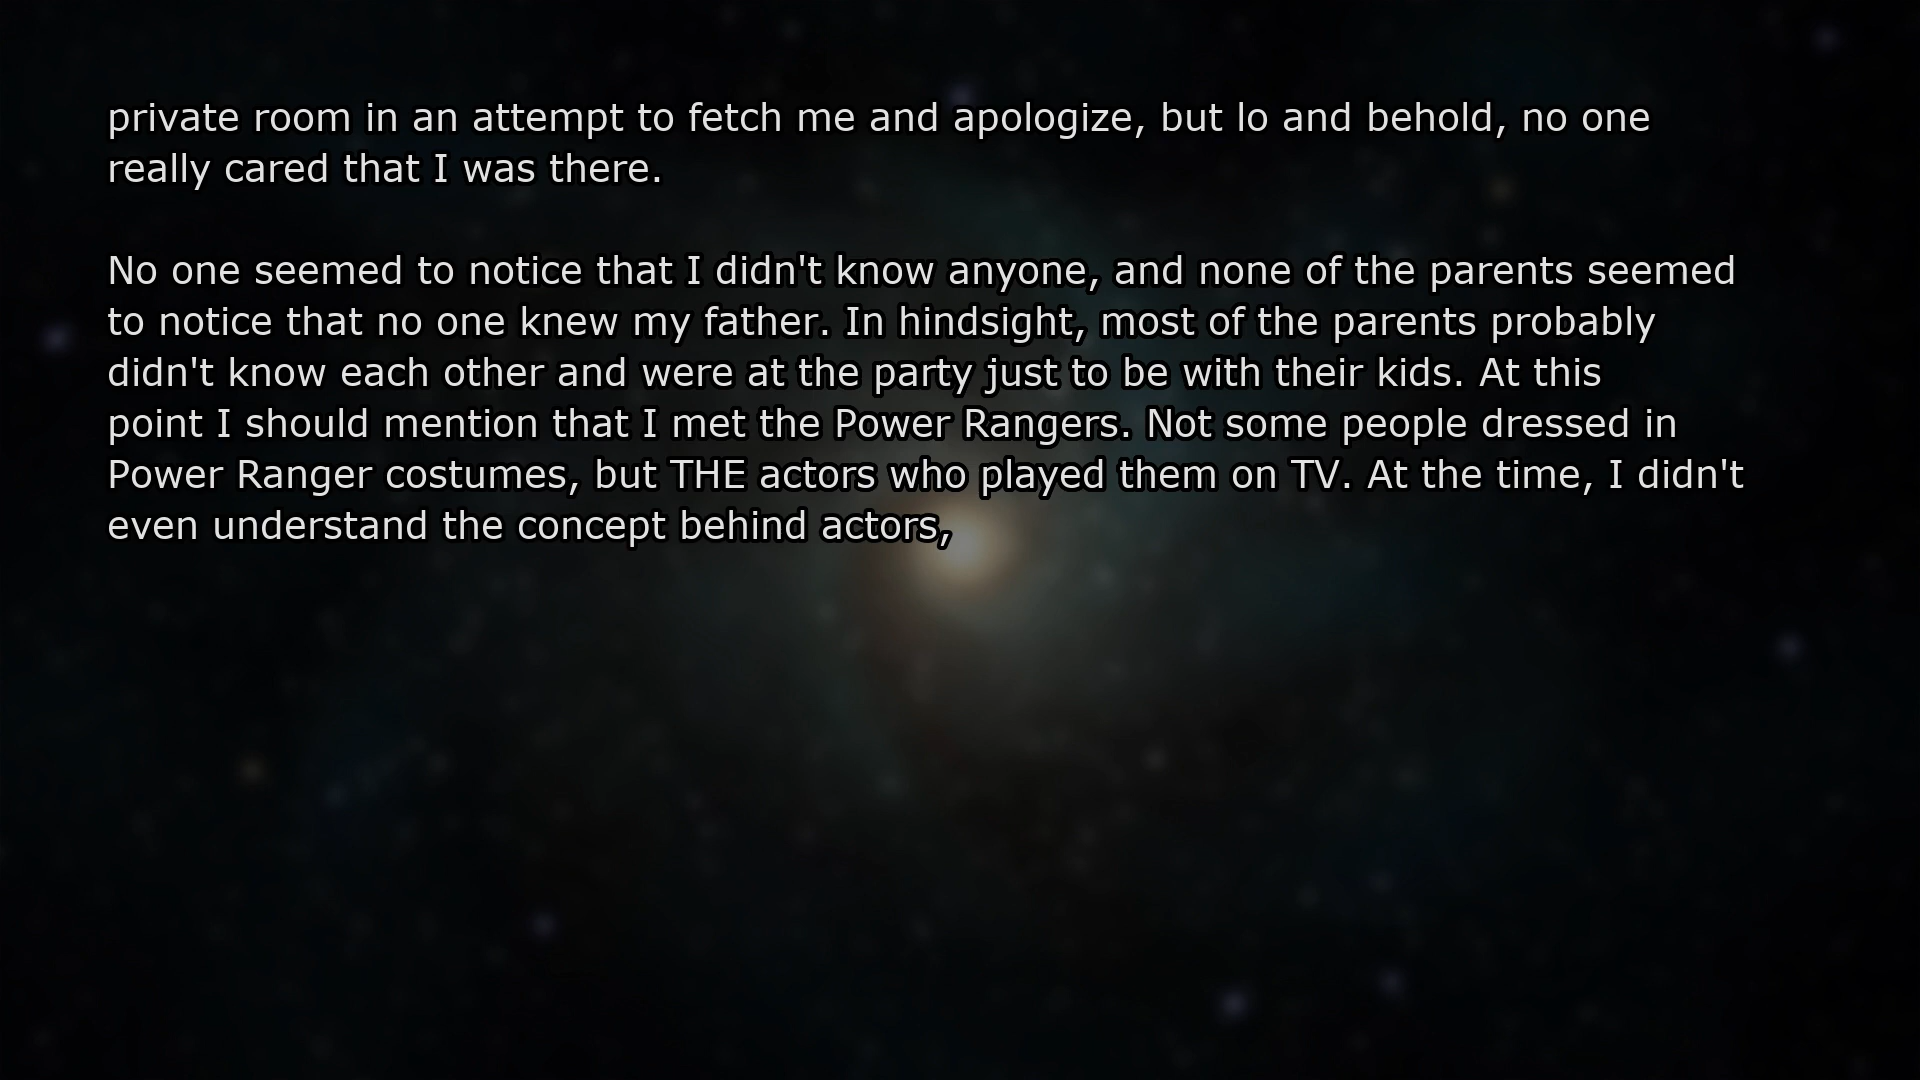 private room in an attempt to fetch me and apologize, but lo and behold, no one
really cared that I was there.
No one seemed to notice that I didn't know anyone, and none of the parents seemed
to notice that no one knew my father. In hindsight, most of the parents probably
didn't know each other and were at the party just to be with their kids. At this
point I should mention that I met the Power Rangers. Not some people dressed in
Power Ranger costumes, but THE actors who played them on TV. At the time, I didn't
even understand the concept behind actors,